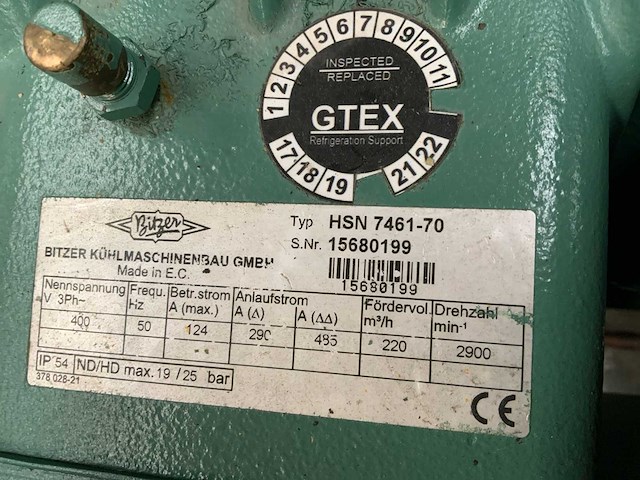 1 2 3 4 5 6 7 8 9 10 11
INSPECTED
REPLACED
GTEX
Refrigeration Support
17 18 19 21 22
Bitzer
Typ HSN 7461-70
S.Nr. 15680199
BITZER KÜHLMASCHINENBAU GMBH
Made in E.C.
15680199
Nennspannung Frequ. Betr.strom Anlaufstrom Fördervol. Drehzahl
V 3Ph~ Hz A (max.) A (Δ) A (ΔΔ) m³/h min⁻¹
400 50 124 290 485 220 2900
IP 54 ND/HD max. 19 / 25 bar
378 028-21
CE